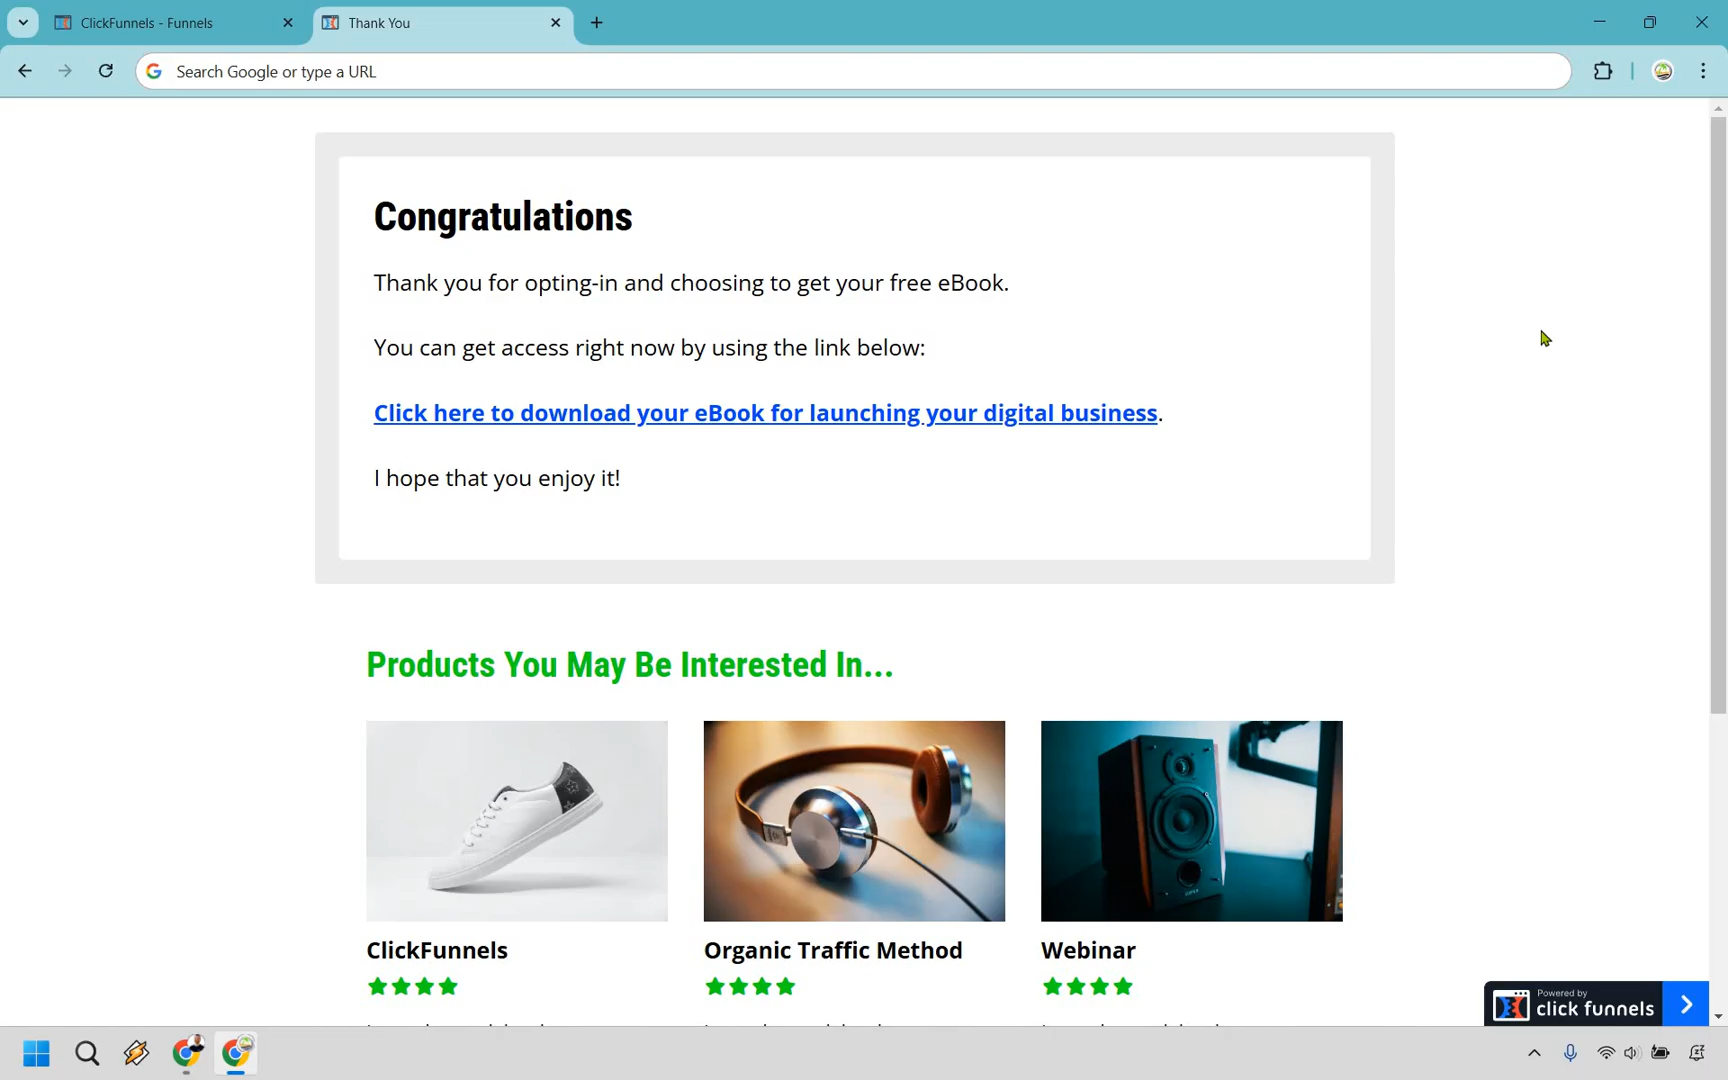 ClickFunnels - Funnels
Thank You
Search Google or type a URL
Congratulations
Thank you for opting-in and choosing to get your free eBook.
You can get access right now by using the link below:
Click here to download your eBook for launching your digital business.
I hope that you enjoy it!
Products You May Be Interested In...
ClickFunnels
Organic Traffic Method
Webinar
Powered by
click funnels